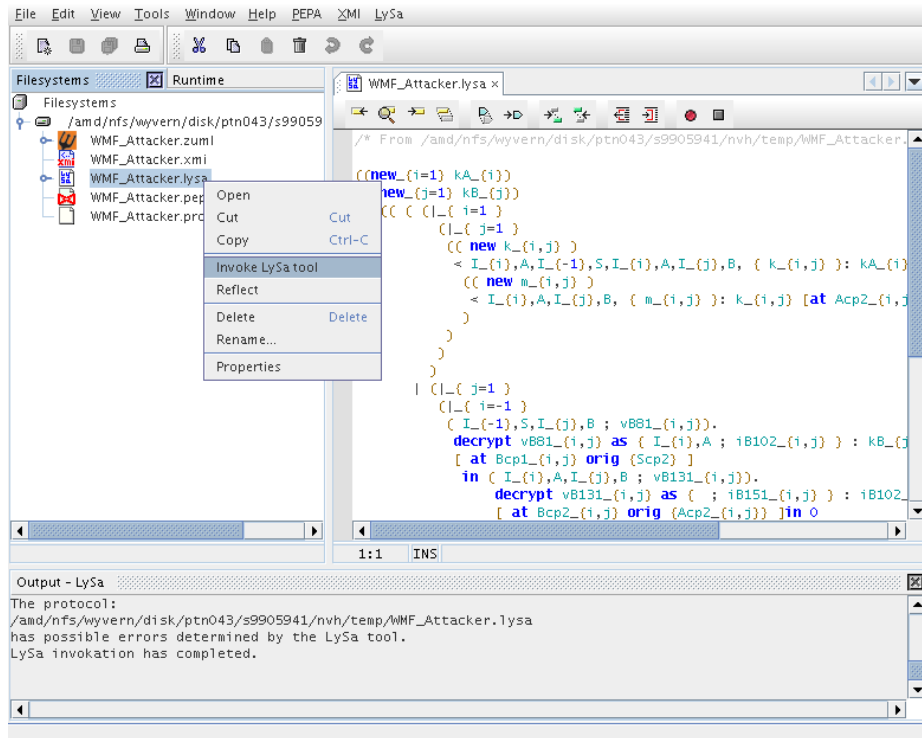 File Edit View Tools Window Help PEPA XMI LySa
Filesystems Runtime
Filesystems
/amd/nfs/wyvern/disk/ptn043/s99059
WMF_Attacker.zuml
WMF_Attacker.xmi
WMF_Attacker.lysa
WMF_Attacker.pep
WMF_Attacker.pro
Open
Cut Cut
Copy Ctrl-C
Invoke LySa tool
Reflect
Delete Delete
Rename...
Properties
WMF_Attacker.lysa
/* From /amd/nfs/wyvern/disk/ptn043/s9905941/nvh/temp/WMF_Attacker.
((new_{i=1} kA_{i})
new_{j=1} kB_{j})
(( ( (|_{ i=1 }
(|_{ j=1 }
(( new k_{i,j} )
< I_{i},A,I_{-1},S,I_{i},A,I_{j},B, { k_{i,j} }: kA_{i}
(( new m_{i,j} )
< I_{i},A,I_{j},B, { m_{i,j} }: k_{i,j} [at Acp2_{i,j
)
)
)
)
| (|_{ j=1 }
(|_{ i=-1 }
( I_{-1},S,I_{j},B ; vB81_{i,j}).
decrypt vB81_{i,j} as { I_{i},A ; iB102_{i,j} } : kB_{j
[ at Bcp1_{i,j} orig {Scp2} ]
in ( I_{i},A,I_{j},B ; vB131_{i,j}).
decrypt vB131_{i,j} as { ; iB151_{i,j} } : iB102_
[ at Bcp2_{i,j} orig {Acp2_{i,j}} ]in 0
1:1 INS
Output - LySa
The protocol:
/amd/nfs/wyvern/disk/ptn043/s9905941/nvh/temp/WMF_Attacker.lysa
has possible errors determined by the LySa tool.
LySa invokation has completed.